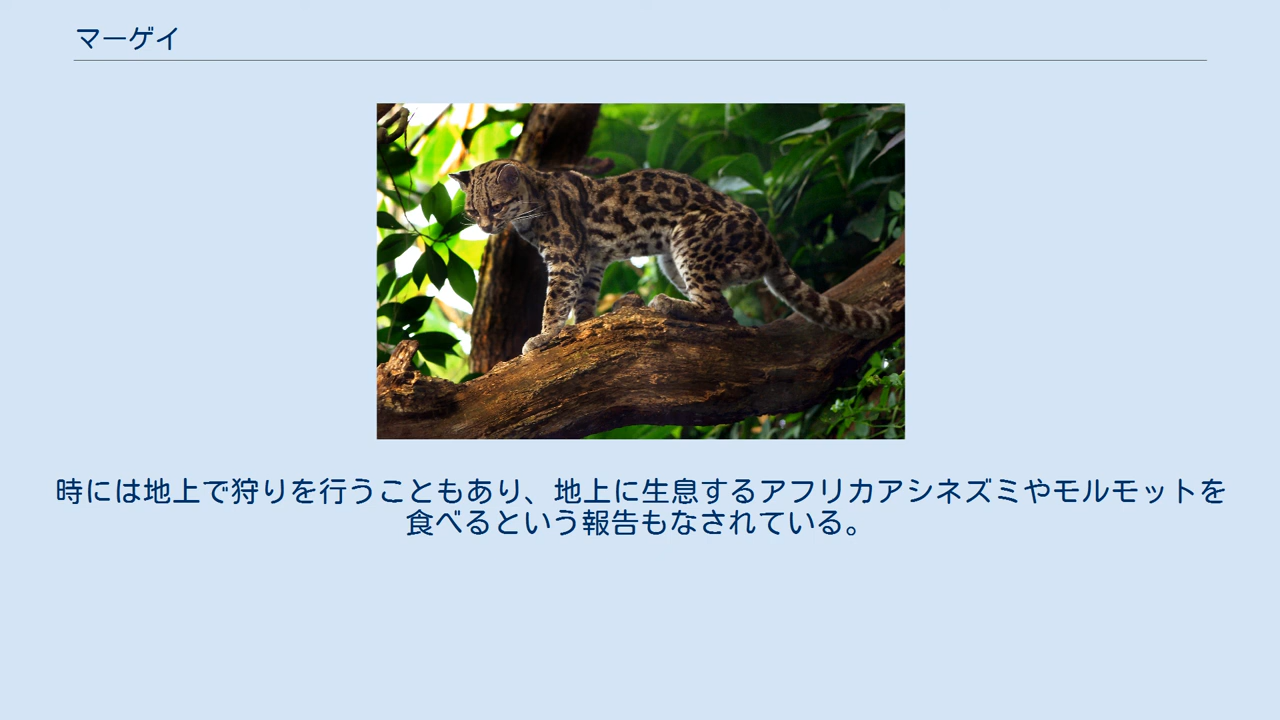 マーゲイ
時には地上で狩りを行うこともあり、地上に生息するアフリカアシネズミやモルモットを
食べるという報告もなされている。